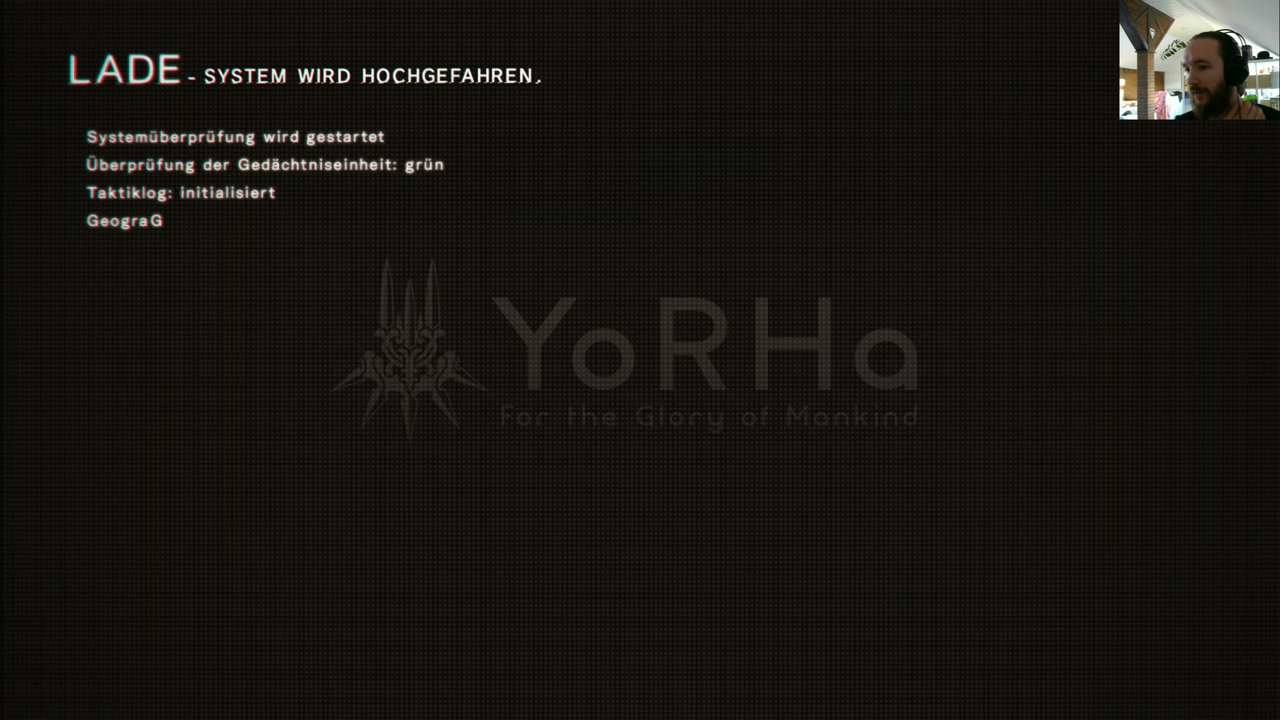 LADE - SYSTEM WIRD HOCHGEFAHREN.
Systemüberprüfung wird gestartet
Überprüfung der Gedächtniseinheit: grün
Taktiklog: initialisiert
GeograG
YoRHa
For the Glory of Mankind